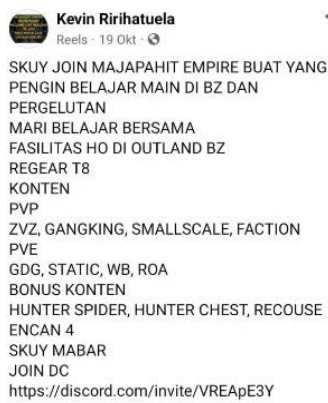 Kevin Ririhatuela
Reels · 19 Okt ·
SKUY JOIN MAJAPAHIT EMPIRE BUAT YANG
PENGIN BELAJAR MAIN DI BZ DAN
PERGELUTAN
MARI BELAJAR BERSAMA
FASILITAS HO DI OUTLAND BZ
REGEAR T8
KONTEN
PVP
ZVZ, GANGKING, SMALLSCALE, FACTION
PVE
GDG, STATIC, WB, ROA
BONUS KONTEN
HUNTER SPIDER, HUNTER CHEST, RECOUSE
ENCAN 4
SKUY MABAR
JOIN DC
https://discord.com/invite/VREApE3Y